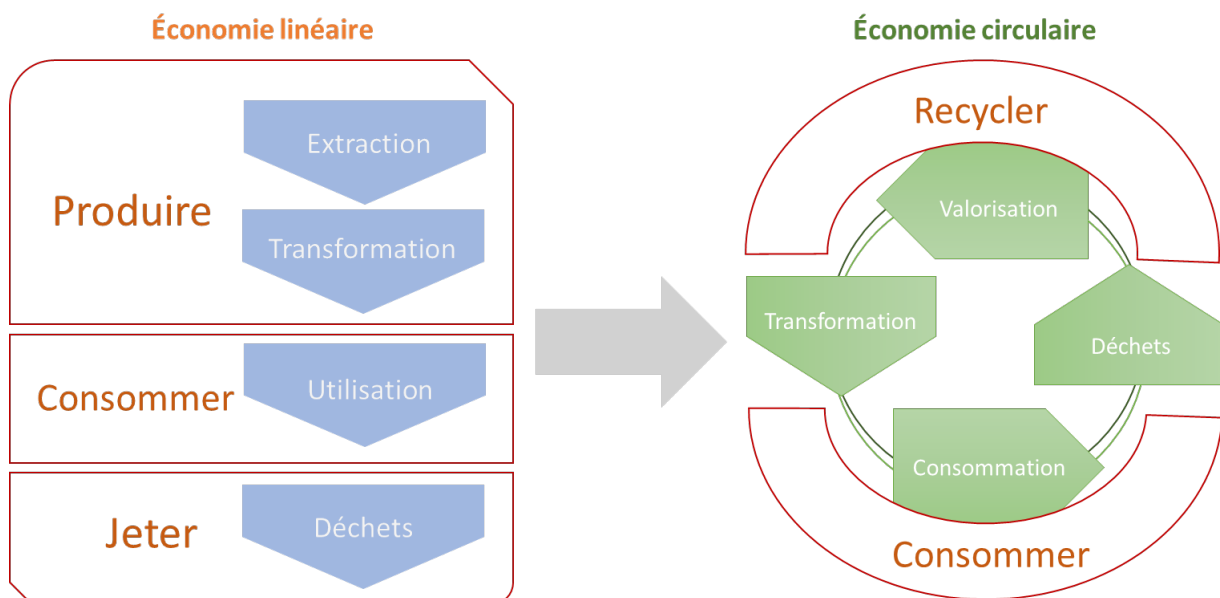 Économie linéaire
Produire
Extraction
Transformation
Consommer
Utilisation
Jeter
Déchets
Économie circulaire
Recycler
Valorisation
Transformation
Déchets
Consommation
Consommer